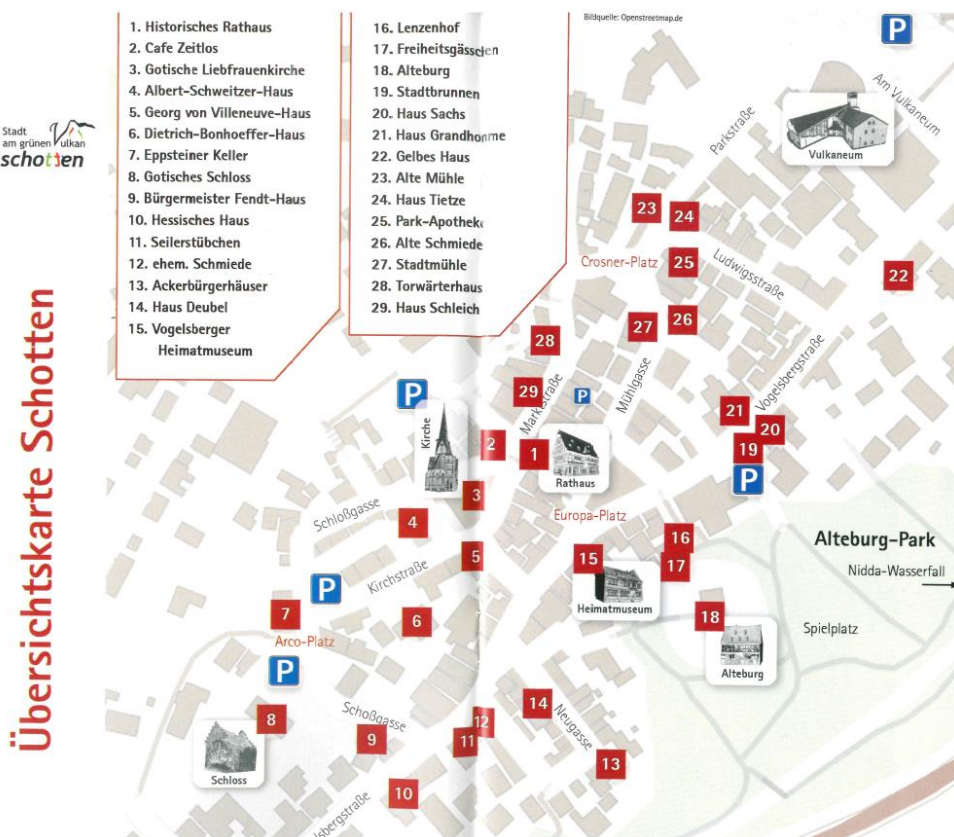 Bildquelle: Openstreetmap.de
1. Historisches Rathaus
2. Cafe Zeitlos
3. Gotische Liebfrauenkirche
4. Albert-Schweitzer-Haus
5. Georg von Villeneuve-Haus
6. Dietrich-Bonhoeffer-Haus
7. Eppsteiner Keller
8. Gotisches Schloss
9. Bürgermeister Fendt-Haus
10. Hessisches Haus
11. Seilerstübchen
12. ehem. Schmiede
13. Ackerbürgerhäuser
14. Haus Deubel
15. Vogelsberger
Heimatmuseum
16. Lenzenhof
17. Freiheitsgässchen
18. Alteburg
19. Stadtbrunnen
20. Haus Sachs
21. Haus Grandhomme
22. Gelbes Haus
23. Alte Mühle
24. Haus Tietze
25. Park-Apotheke
26. Alte Schmiede
27. Stadtmühle
28. Torwärterhaus
29. Haus Schleich
Stadt
am grünen Vulkan
schotten
Übersichtskarte Schotten
P
Am Vulkaneum
Parkstraße
Vulkaneum
23
24
Crosner-Platz
25
Ludwigsstraße
22
26
27
28
Vogelsbergstraße
Mühlgasse
29
Marktstraße
P
P
21
20
19
P
Kirche
2
1
Rathaus
3
Europa-Platz
Schloßgasse
4
16
Alteburg-Park
5
15
17
Nidda-Wasserfall
Kirchstraße
P
Heimatmuseum
7
6
18
Spielplatz
Arco-Platz
P
Alteburg
14
Neugasse
8
Schoßgasse
12
9
11
13
Schloss
10
lsbergstraße